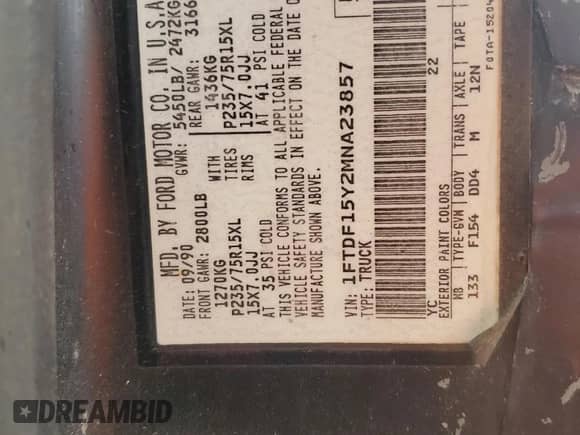 MFD. BY FORD MOTOR CO. IN U.S.A
DATE: 09/90 GVWR: 5450LB/ 2472KG
FRONT GAWR: 2800LB REAR GAWR: 3166
1270KG WITH 1436KG
P235/75R15XL TIRES P235/75R15XL
15X7.0JJ RIMS 15X7.0JJ
AT 35 PSI COLD AT 41 PSI COLD
THIS VEHICLE CONFORMS TO ALL APPLICABLE FEDERAL
VEHICLE SAFETY STANDARDS IN EFFECT ON THE DATE OF
MANUFACTURE SHOWN ABOVE.
VIN: 1FTDF15Y2MNA23857
TYPE: TRUCK
YC 22
EXTERIOR PAINT COLORS
WB TYPE-GVW BODY TRANS AXLE TAPE
133 F154 DD4 M 12N
DREAMBID